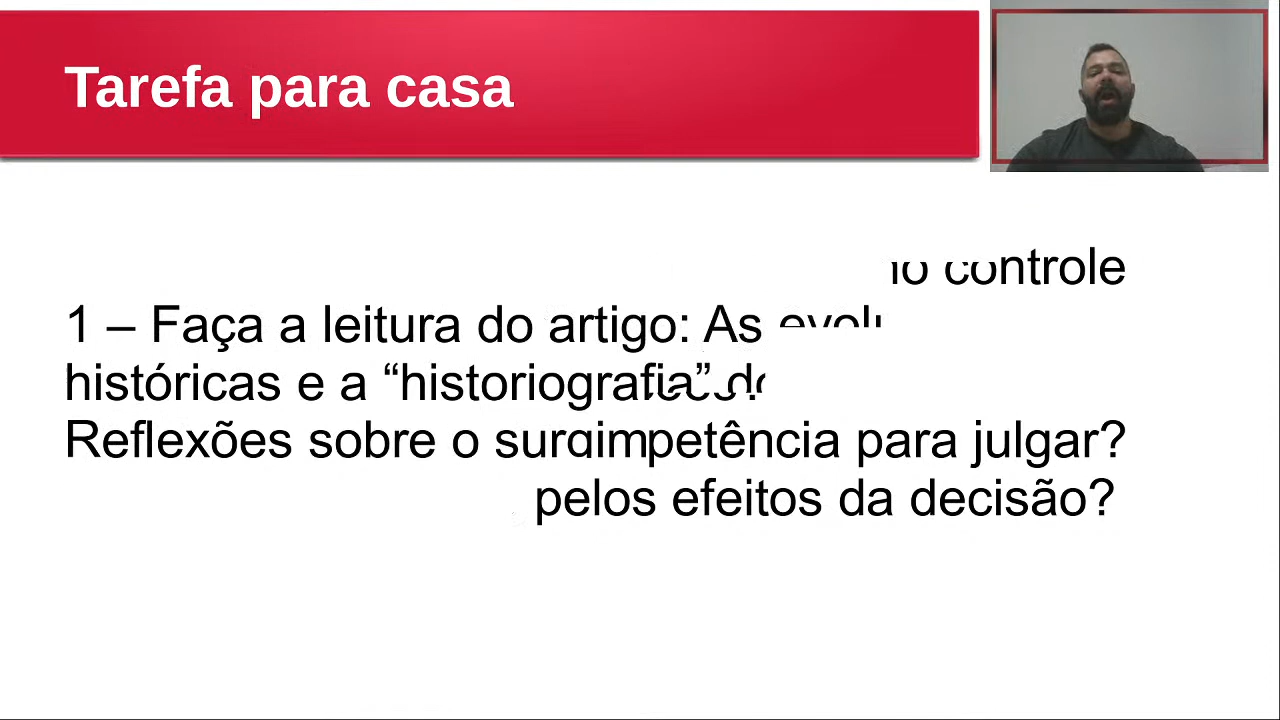 Tarefa para casa
controle
1 – Faça a leitura do artigo: As
históricas e a “historiografia”
Reflexões sobre o para julgar?
pelos efeitos da decisão?